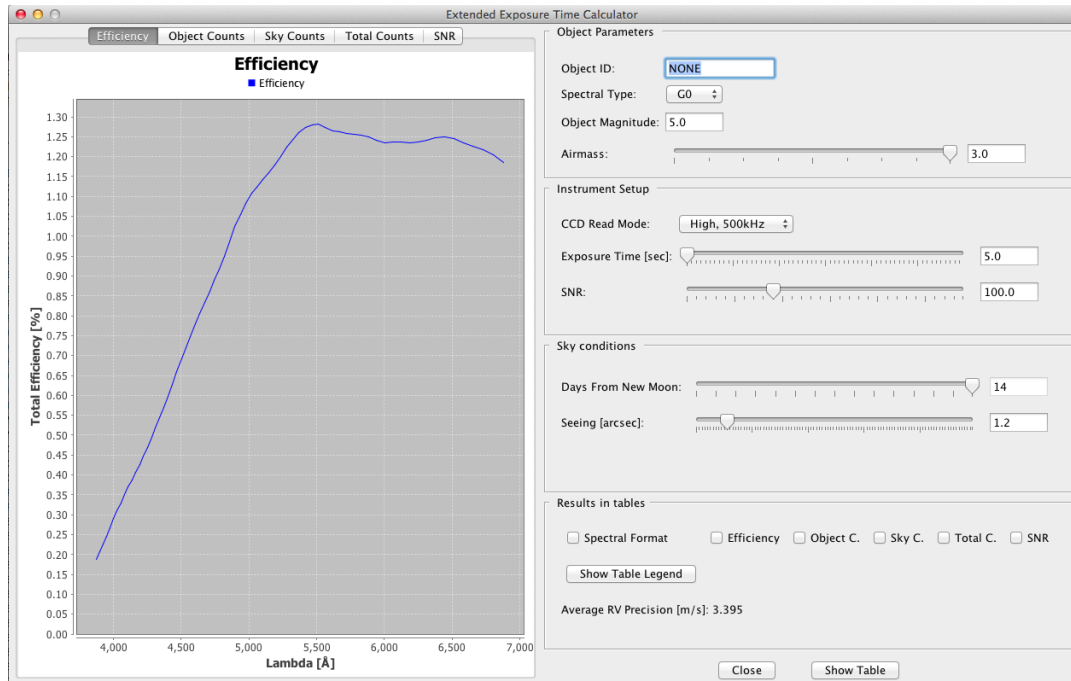 Extended Exposure Time Calculator
Efficiency Object Counts Sky Counts Total Counts SNR
Efficiency
Efficiency
1.30
1.25
1.20
1.15
1.10
1.05
1.00
0.95
0.90
0.85
0.80
0.75
0.70
0.65
0.60
0.55
0.50
0.45
0.40
0.35
0.30
0.25
0.20
0.15
0.10
0.05
0.00
Total Efficiency [%]
4,000 4,500 5,000 5,500 6,000 6,500 7,000
Lambda [Å]
Object Parameters
Object ID: NONE
Spectral Type: G0
Object Magnitude: 5.0
Airmass: 3.0
Instrument Setup
CCD Read Mode: High, 500kHz
Exposure Time [sec]: 5.0
SNR: 100.0
Sky conditions
Days From New Moon: 14
Seeing [arcsec]: 1.2
Results in tables
Spectral Format Efficiency Object C. Sky C. Total C. SNR
Show Table Legend
Average RV Precision [m/s]: 3.395
Close Show Table